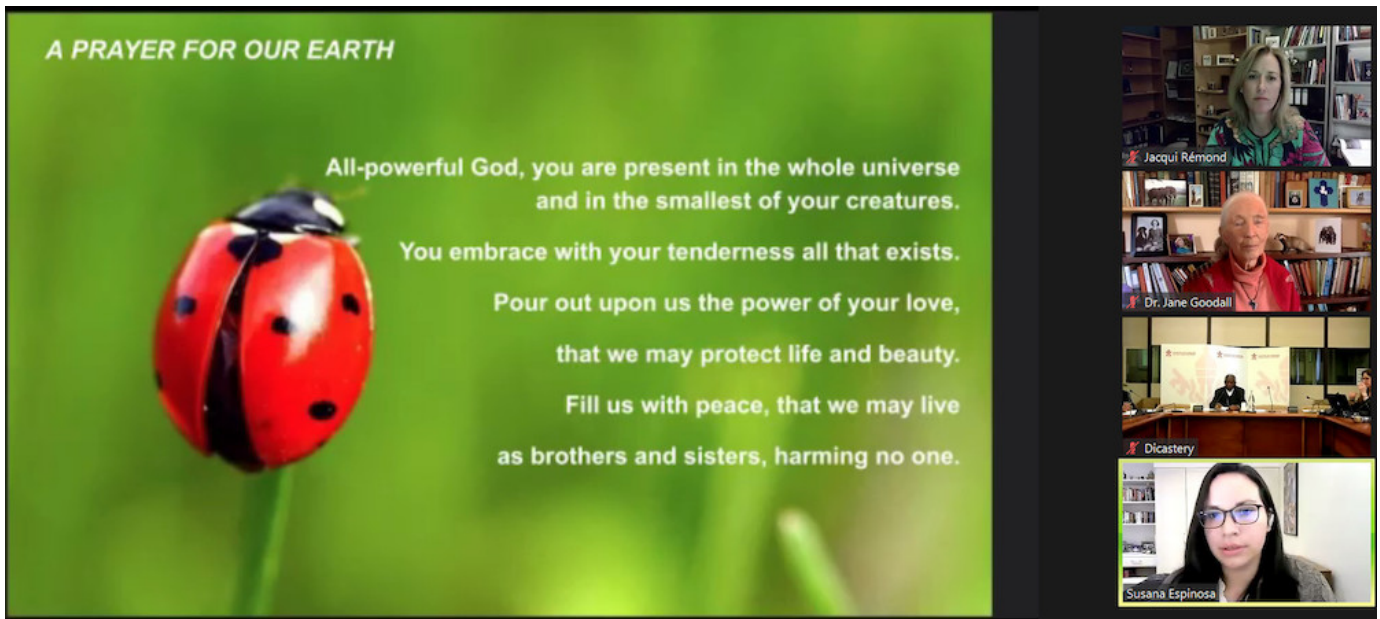 A PRAYER FOR OUR EARTH
All-powerful God, you are present in the whole universe
and in the smallest of your creatures.
You embrace with your tenderness all that exists.
Pour out upon us the power of your love,
that we may protect life and beauty.
Fill us with peace, that we may live
as brothers and sisters, harming no one.
Jacqui Rémond
Dr. Jane Goodall
Dicastery
Susana Espinosa